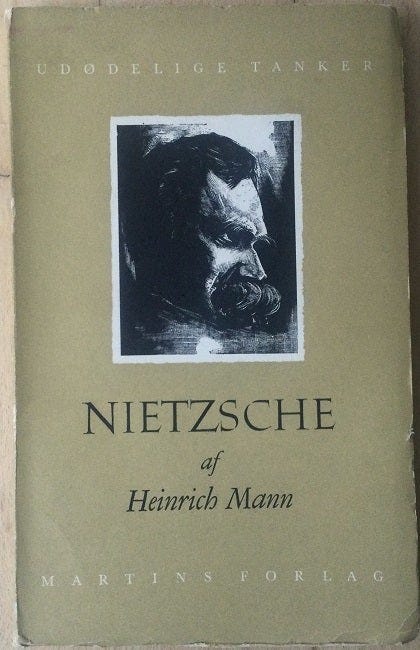 UDØDELIGE TANKER
NIETZSCHE
af
Heinrich Mann
MARTINS FORLAG